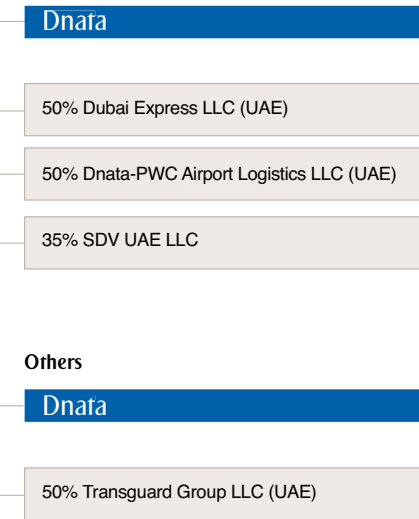 Dnata
50% Dubai Express LLC (UAE)
50% Dnata-PWC Airport Logistics LLC (UAE)
35% SDV UAE LLC
Others
Dnata
50% Transguard Group LLC (UAE)